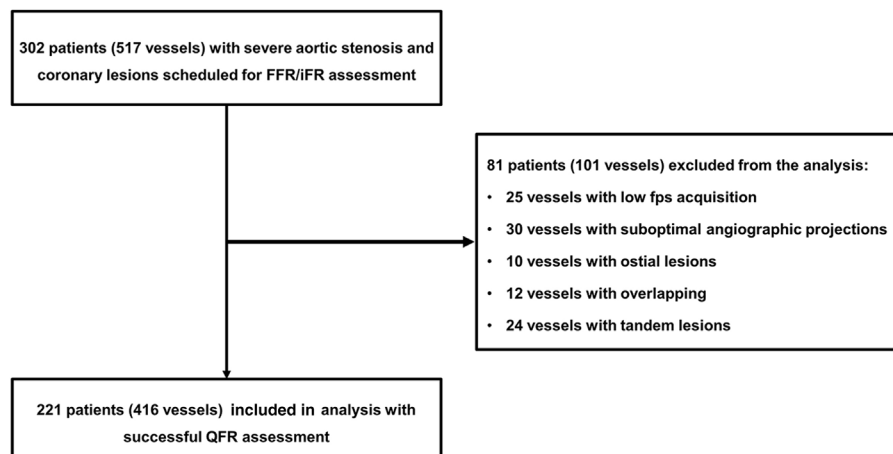 302 patients (517 vessels) with severe aortic stenosis and
coronary lesions scheduled for FFR/iFR assessment
81 patients (101 vessels) excluded from the analysis:
• 25 vessels with low fps acquisition
• 30 vessels with suboptimal angiographic projections
• 10 vessels with ostial lesions
• 12 vessels with overlapping
• 24 vessels with tandem lesions
221 patients (416 vessels) included in analysis with
successful QFR assessment